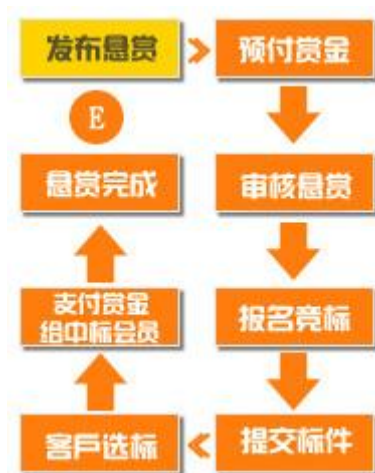 发布悬赏
预付赏金
审核悬赏
报名竞标
提交标件
客户选标
支付赏金
给中标会员
悬赏完成
E